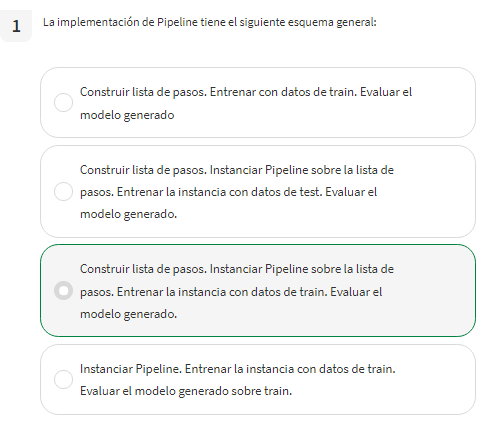 1
La implementación de Pipeline tiene el siguiente esquema general:
Construir lista de pasos. Entrenar con datos de train. Evaluar el
modelo generado
Construir lista de pasos. Instanciar Pipeline sobre la lista de
pasos. Entrenar la instancia con datos de test. Evaluar el
modelo generado.
Construir lista de pasos. Instanciar Pipeline sobre la lista de
pasos. Entrenar la instancia con datos de train. Evaluar el
modelo generado.
Instanciar Pipeline. Entrenar la instancia con datos de train.
Evaluar el modelo generado sobre train.